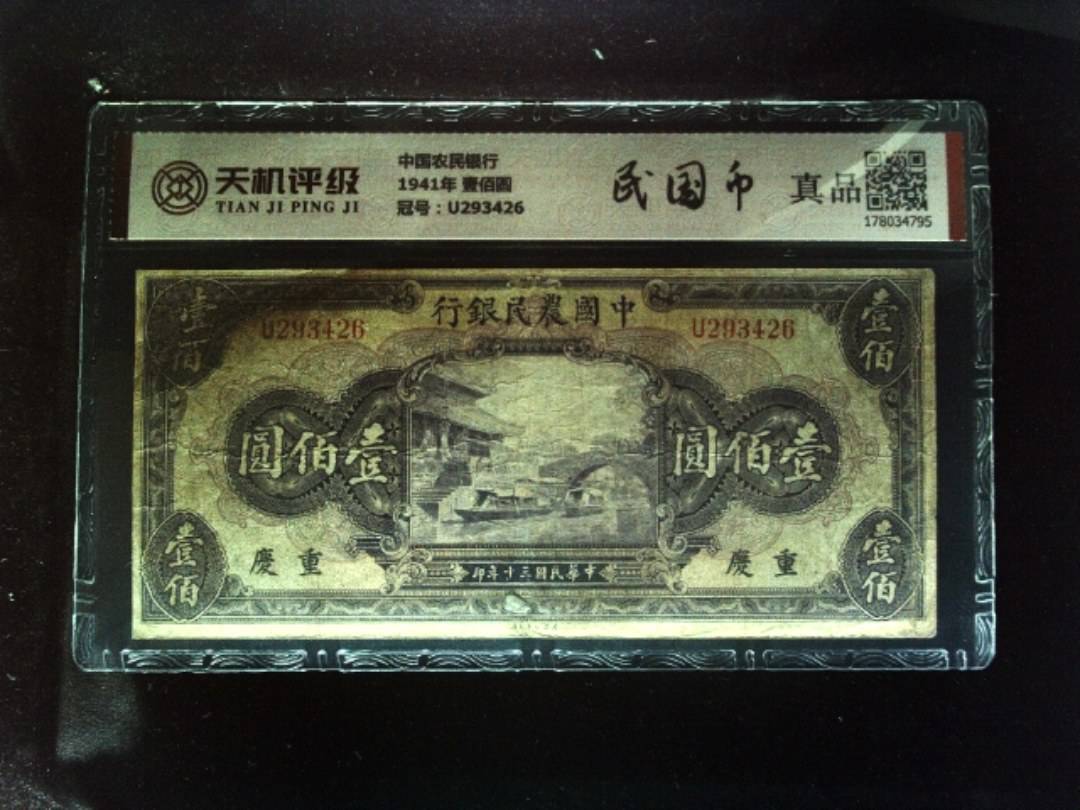 天机评级
TIAN JI PING JI
中国农民银行
1941年 壹佰圆
冠号：U293426
民国币
真品
178034795
行銀民農國中
U293426
U293426
壹佰
壹佰
圓佰壹
圓佰壹
慶重
慶重
壹佰
壹佰
印年十三國民華中